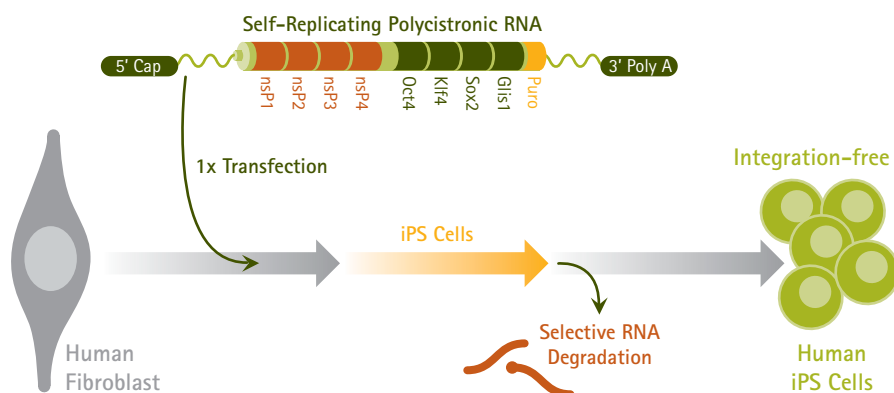 Self-Replicating Polycistronic RNA
5' Cap
3' Poly A
nsP1
nsP2
nsP3
nsP4
Oct4
Klf4
Sox2
Glis1
Puro
1x Transfection
Integration-free
iPS Cells
Selective RNA
Degradation
Human
Fibroblast
Human
iPS Cells